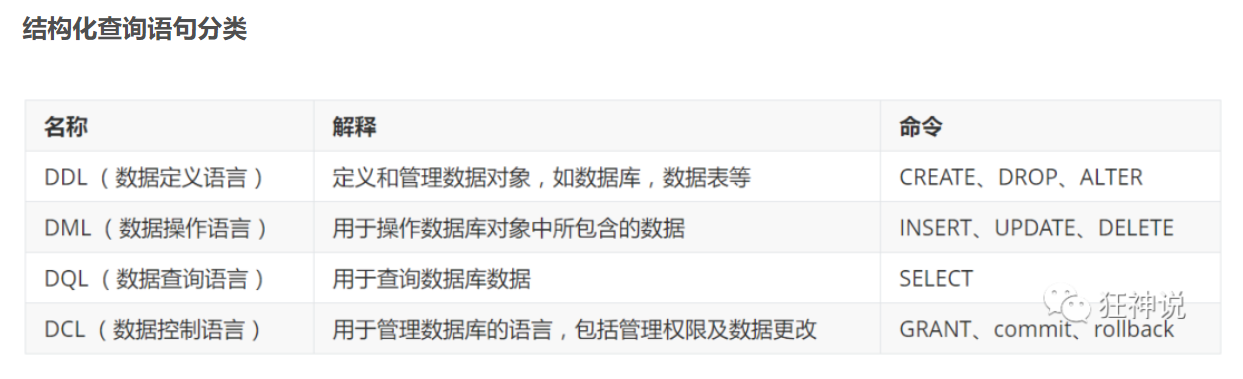 结构化查询语句分类
名称 解释 命令
DDL（数据定义语言） 定义和管理数据对象，如数据库，数据表等 CREATE、DROP、ALTER
DML（数据操作语言） 用于操作数据库对象中所包含的数据 INSERT、UPDATE、DELETE
DQL（数据查询语言） 用于查询数据库数据 SELECT
DCL（数据控制语言） 用于管理数据库的语言，包括管理权限及数据更改 GRANT、commit、rollback
狂神说